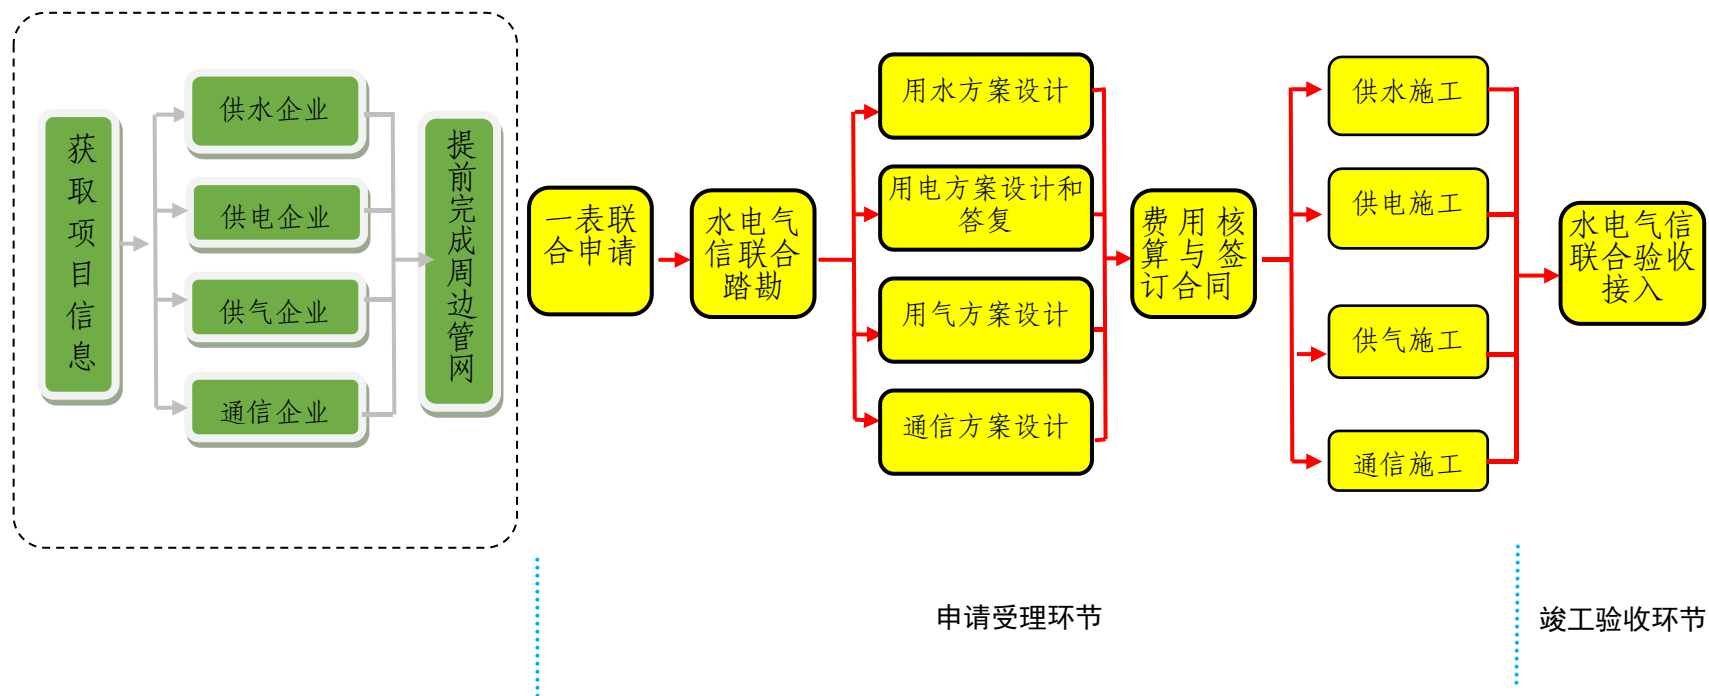 获取项目信息
供水企业
供电企业
供气企业
通信企业
提前完成周边管网
一表联
合申请
水电气
信联合
踏勘
用水方案设计
用电方案设计和
答复
用气方案设计
通信方案设计
费用核
算与签
订合同
供水施工
供电施工
供气施工
通信施工
水电气信
联合验收
接入
申请受理环节
竣工验收环节